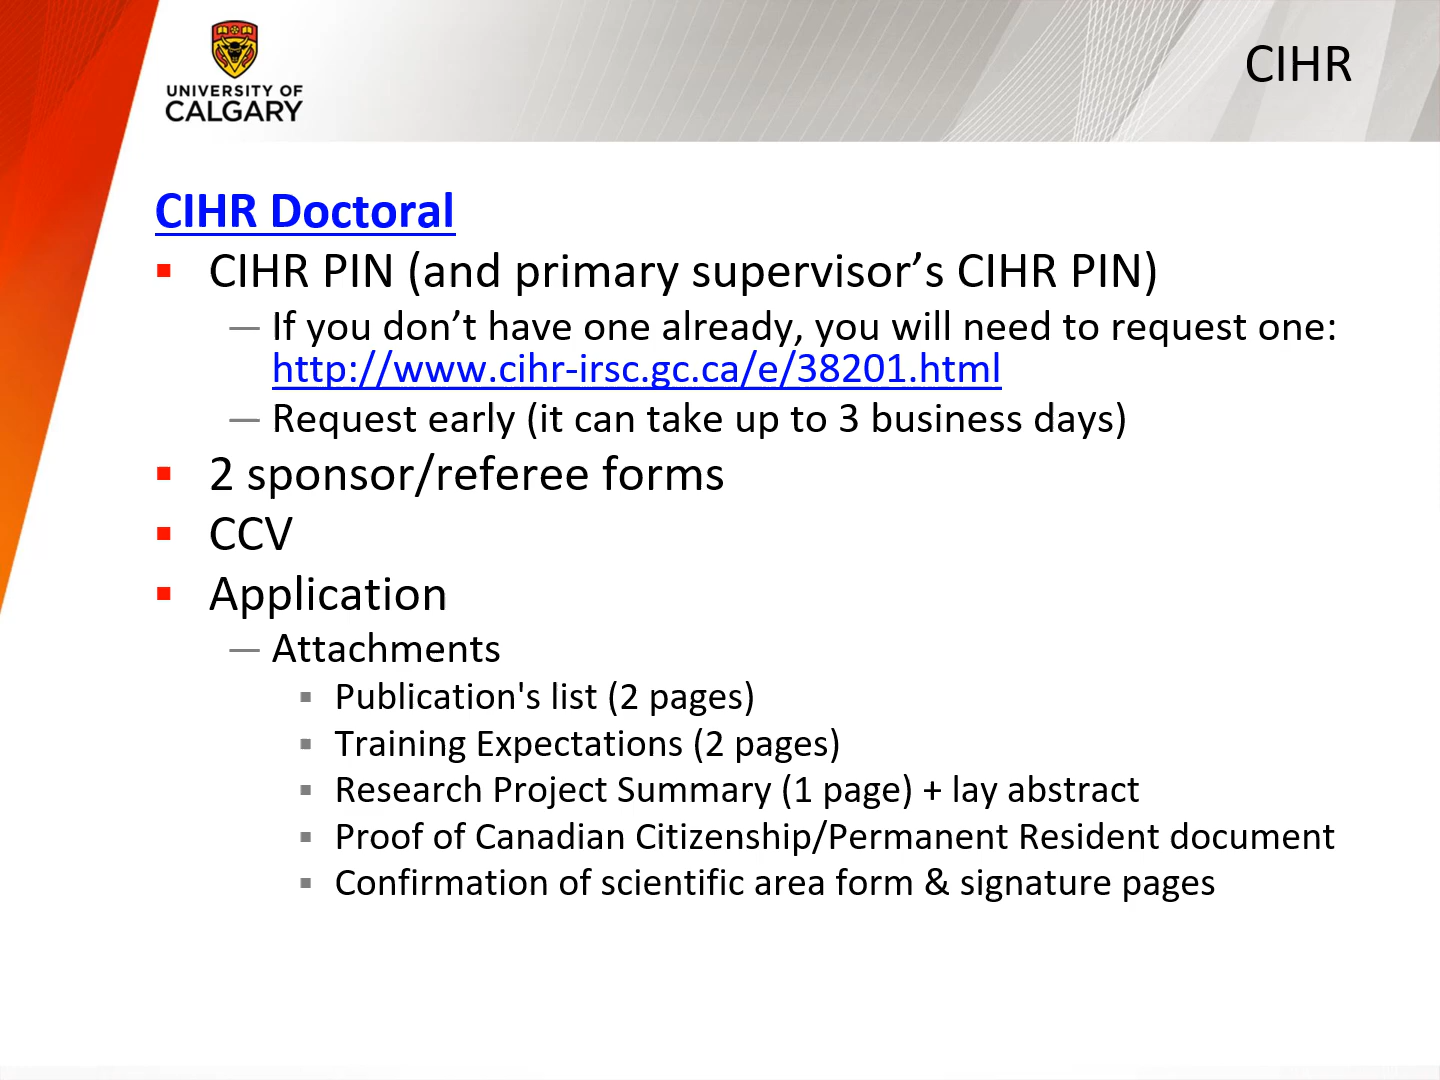 UNIVERSITY OF
CALGARY
CIHR
CIHR Doctoral
▪ CIHR PIN (and primary supervisor’s CIHR PIN)
— If you don’t have one already, you will need to request one:
http://www.cihr-irsc.gc.ca/e/38201.html
— Request early (it can take up to 3 business days)
▪ 2 sponsor/referee forms
▪ CCV
▪ Application
— Attachments
▪ Publication's list (2 pages)
▪ Training Expectations (2 pages)
▪ Research Project Summary (1 page) + lay abstract
▪ Proof of Canadian Citizenship/Permanent Resident document
▪ Confirmation of scientific area form & signature pages